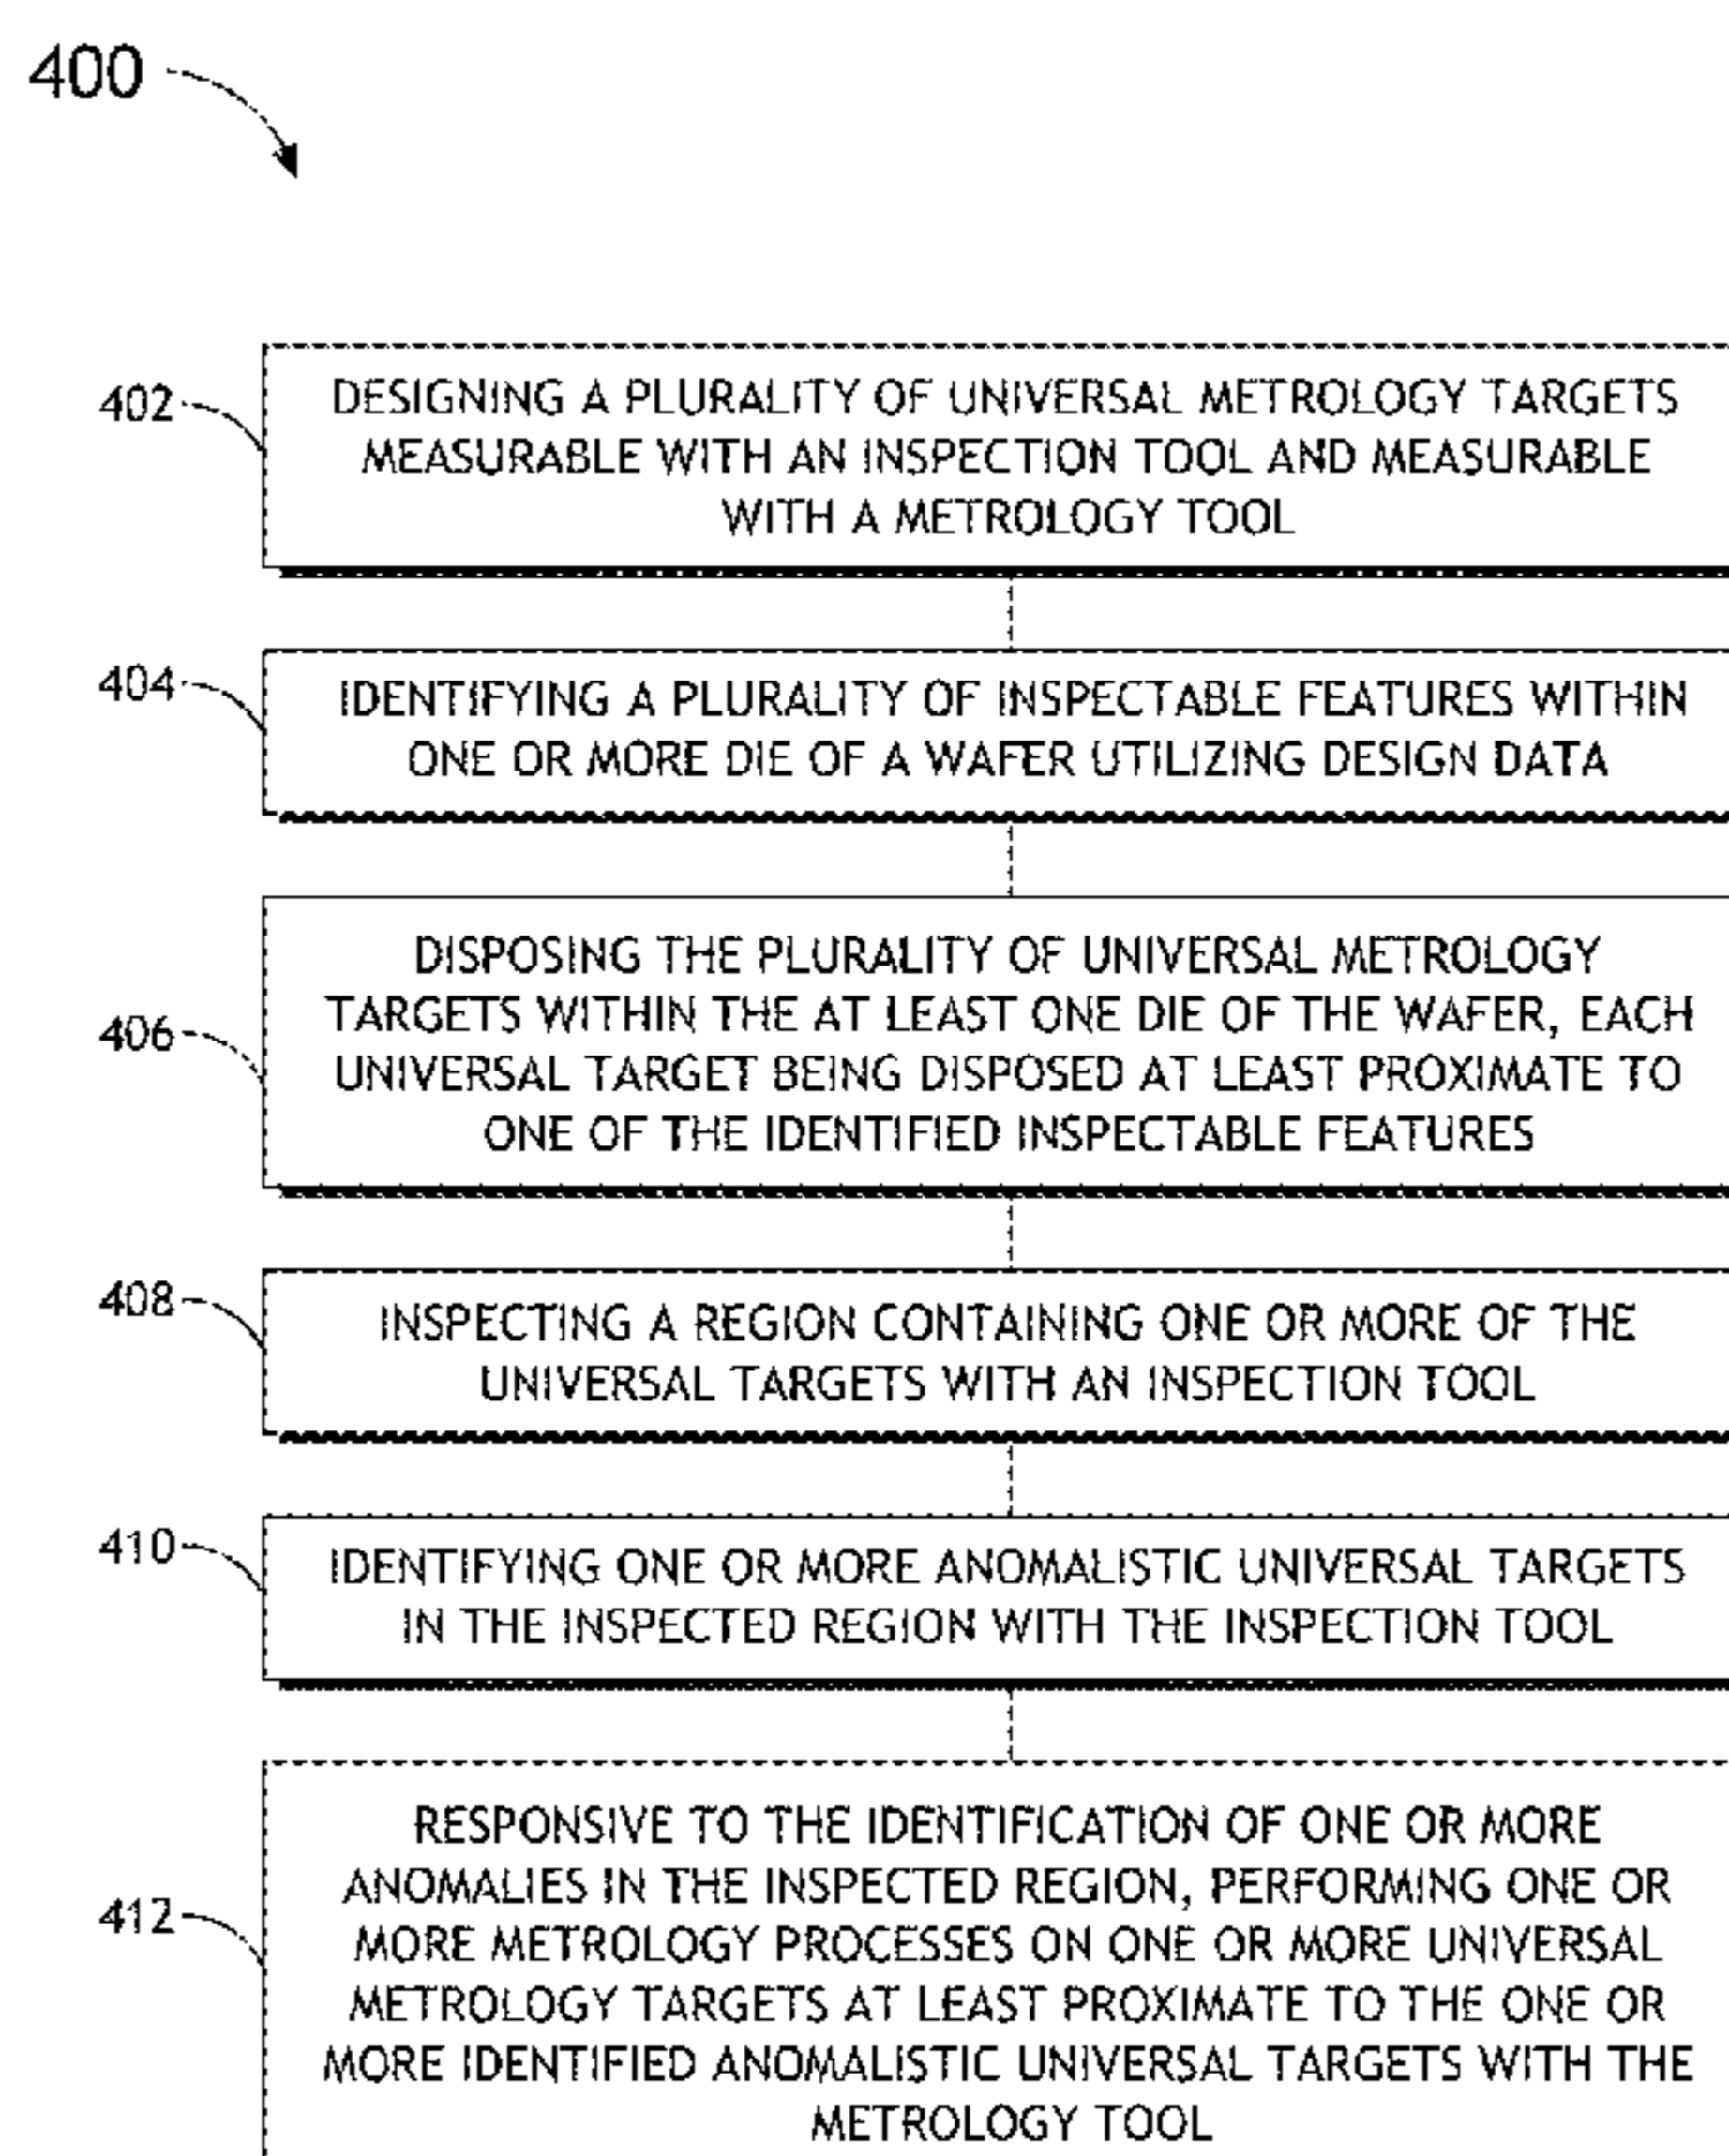 400
402
DESIGNING A PLURALITY OF UNIVERSAL METROLOGY TARGETS
MEASURABLE WITH AN INSPECTION TOOL AND MEASURABLE
WITH A METROLOGY TOOL
404
IDENTIFYING A PLURALITY OF INSPECTABLE FEATURES WITHIN
ONE OR MORE DIE OF A WAFER UTILIZING DESIGN DATA
406
DISPOSING THE PLURALITY OF UNIVERSAL METROLOGY
TARGETS WITHIN THE AT LEAST ONE DIE OF THE WAFER, EACH
UNIVERSAL TARGET BEING DISPOSED AT LEAST PROXIMATE TO
ONE OF THE IDENTIFIED INSPECTABLE FEATURES
408
INSPECTING A REGION CONTAINING ONE OR MORE OF THE
UNIVERSAL TARGETS WITH AN INSPECTION TOOL
410
IDENTIFYING ONE OR MORE ANOMALISTIC UNIVERSAL TARGETS
IN THE INSPECTED REGION WITH THE INSPECTION TOOL
412
RESPONSIVE TO THE IDENTIFICATION OF ONE OR MORE
ANOMALIES IN THE INSPECTED REGION, PERFORMING ONE OR
MORE METROLOGY PROCESSES ON ONE OR MORE UNIVERSAL
METROLOGY TARGETS AT LEAST PROXIMATE TO THE ONE OR
MORE IDENTIFIED ANOMALISTIC UNIVERSAL TARGETS WITH THE
METROLOGY TOOL